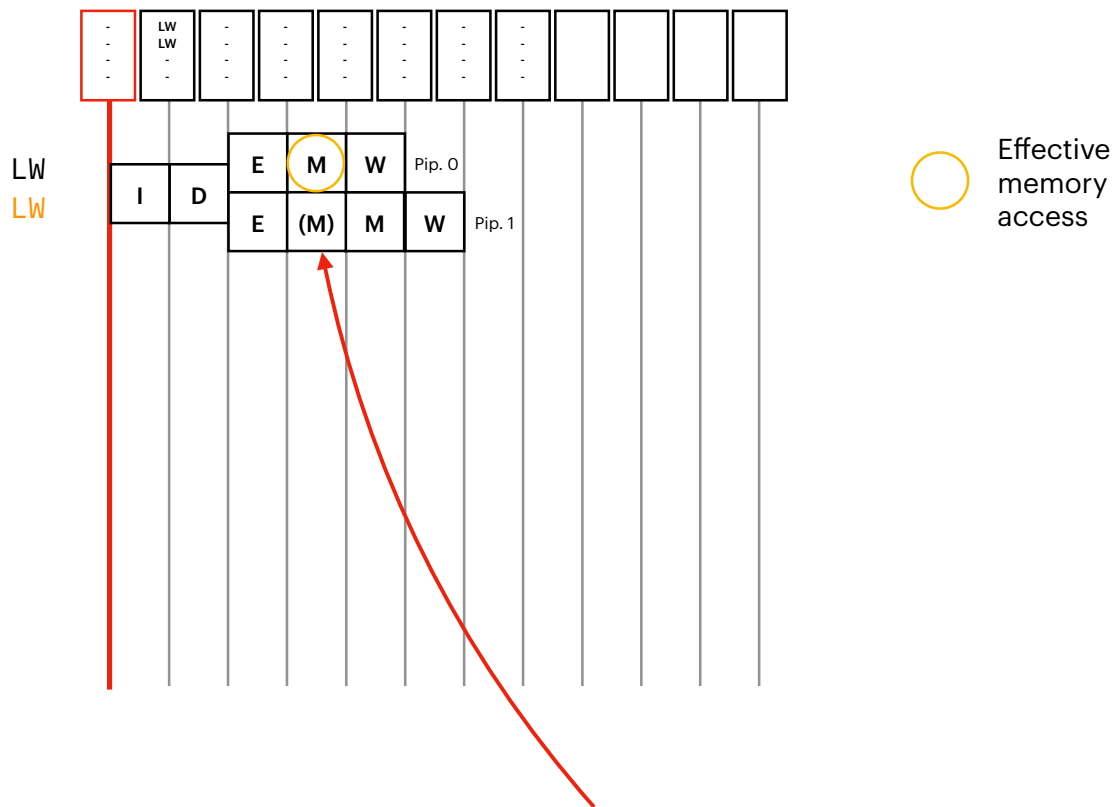 - LW - - - - - -
- LW - - - - - -
- - - - - - - -
- - - - - - - -
LW
LW
I D
E M W Pip. 0
E (M) M W Pip. 1
Effective
memory
access